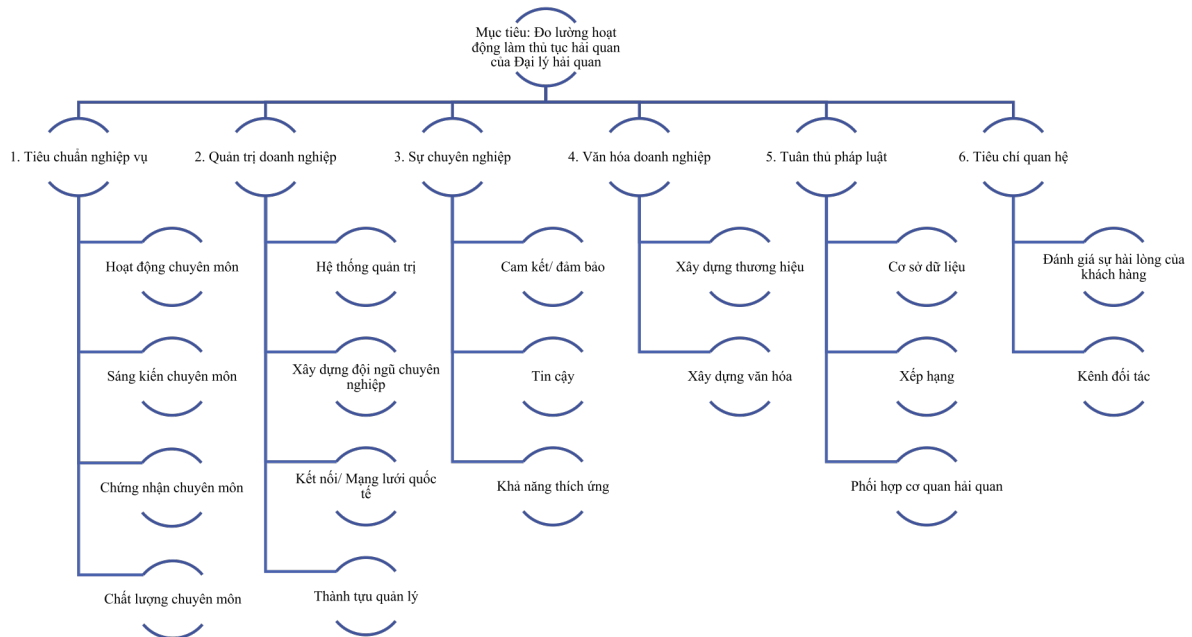 Mục tiêu: Đo lường hoạt
động làm thủ tục hải quan
của Đại lý hải quan
1. Tiêu chuẩn nghiệp vụ
2. Quản trị doanh nghiệp
3. Sự chuyên nghiệp
4. Văn hóa doanh nghiệp
5. Tuân thủ pháp luật
6. Tiêu chí quan hệ
Hoạt động chuyên môn
Hệ thống quản trị
Cam kết/ đảm bảo
Xây dựng thương hiệu
Cơ sở dữ liệu
Đánh giá sự hải lòng của
khách hàng
Sáng kiến chuyên môn
Xây dựng đội ngũ chuyên
nghiệp
Tin cậy
Xây dựng văn hóa
Xếp hạng
Kênh đối tác
Chứng nhận chuyên môn
Kết nối/ Mạng lưới quốc
tế
Khả năng thích ứng
Phối hợp cơ quan hải quan
Chất lượng chuyên môn
Thành tựu quản lý